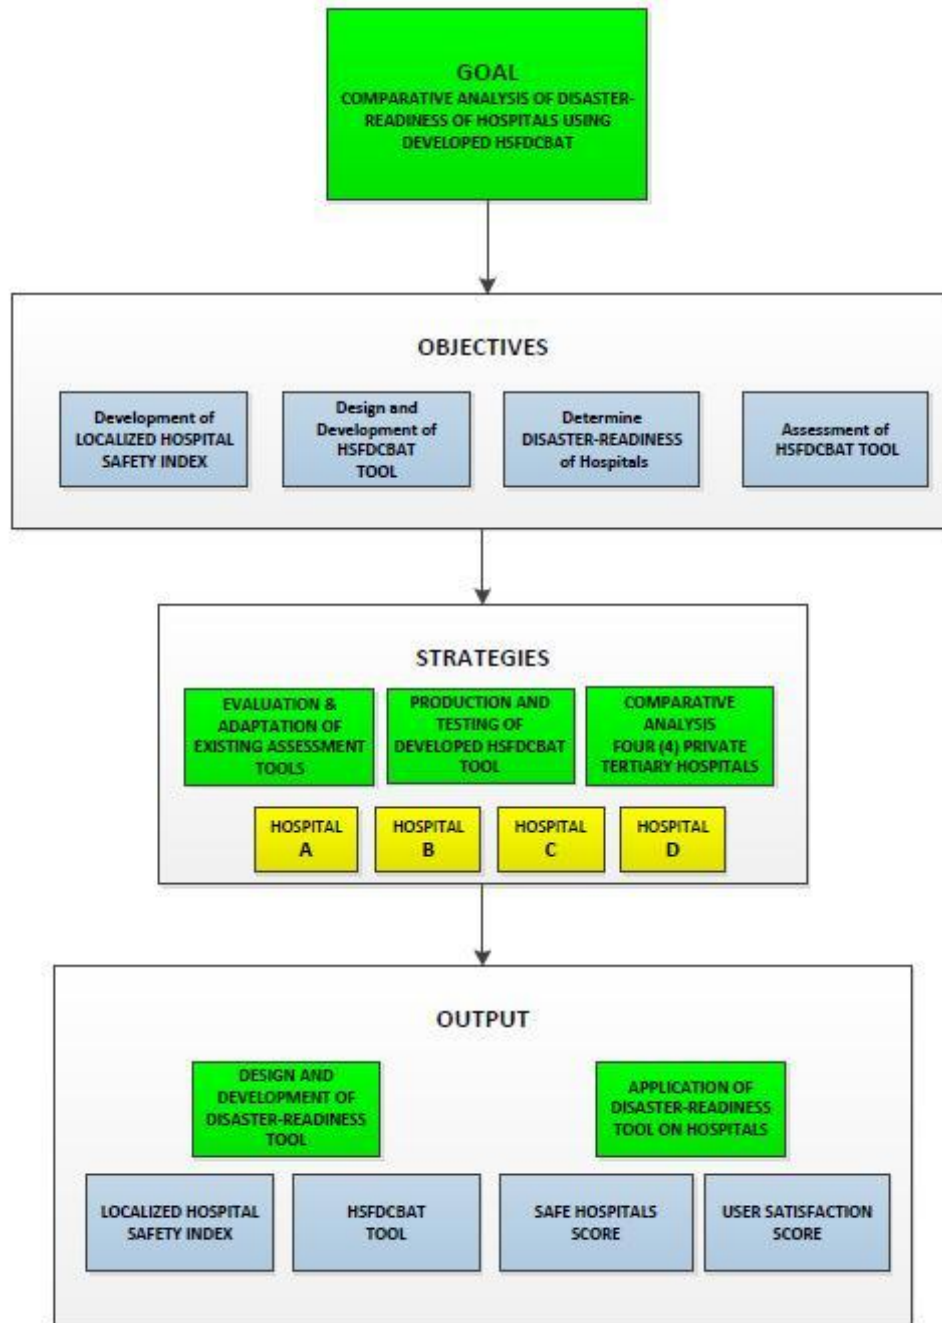 GOAL
COMPARATIVE ANALYSIS OF DISASTER-
READINESS OF HOSPITALS USING
DEVELOPED HSFDCBAT
OBJECTIVES
Development of
LOCALIZED HOSPITAL
SAFETY INDEX
Design and
Development of
HSFDCBAT
TOOL
Determine
DISASTER-READINESS
of Hospitals
Assessment of
HSFDCBAT TOOL
STRATEGIES
EVALUATION &
ADAPTATION OF
EXISTING ASSESSMENT
TOOLS
PRODUCTION AND
TESTING OF
DEVELOPED HSFDCBAT
TOOL
COMPARATIVE
ANALYSIS
FOUR (4) PRIVATE
TERTIARY HOSPITALS
HOSPITAL
A
HOSPITAL
B
HOSPITAL
C
HOSPITAL
D
OUTPUT
DESIGN AND
DEVELOPMENT OF
DISASTER-READINESS
TOOL
APPLICATION OF
DISASTER-READINESS
TOOL ON HOSPITALS
LOCALIZED HOSPITAL
SAFETY INDEX
HSFDCBAT
TOOL
SAFE HOSPITALS
SCORE
USER SATISFACTION
SCORE